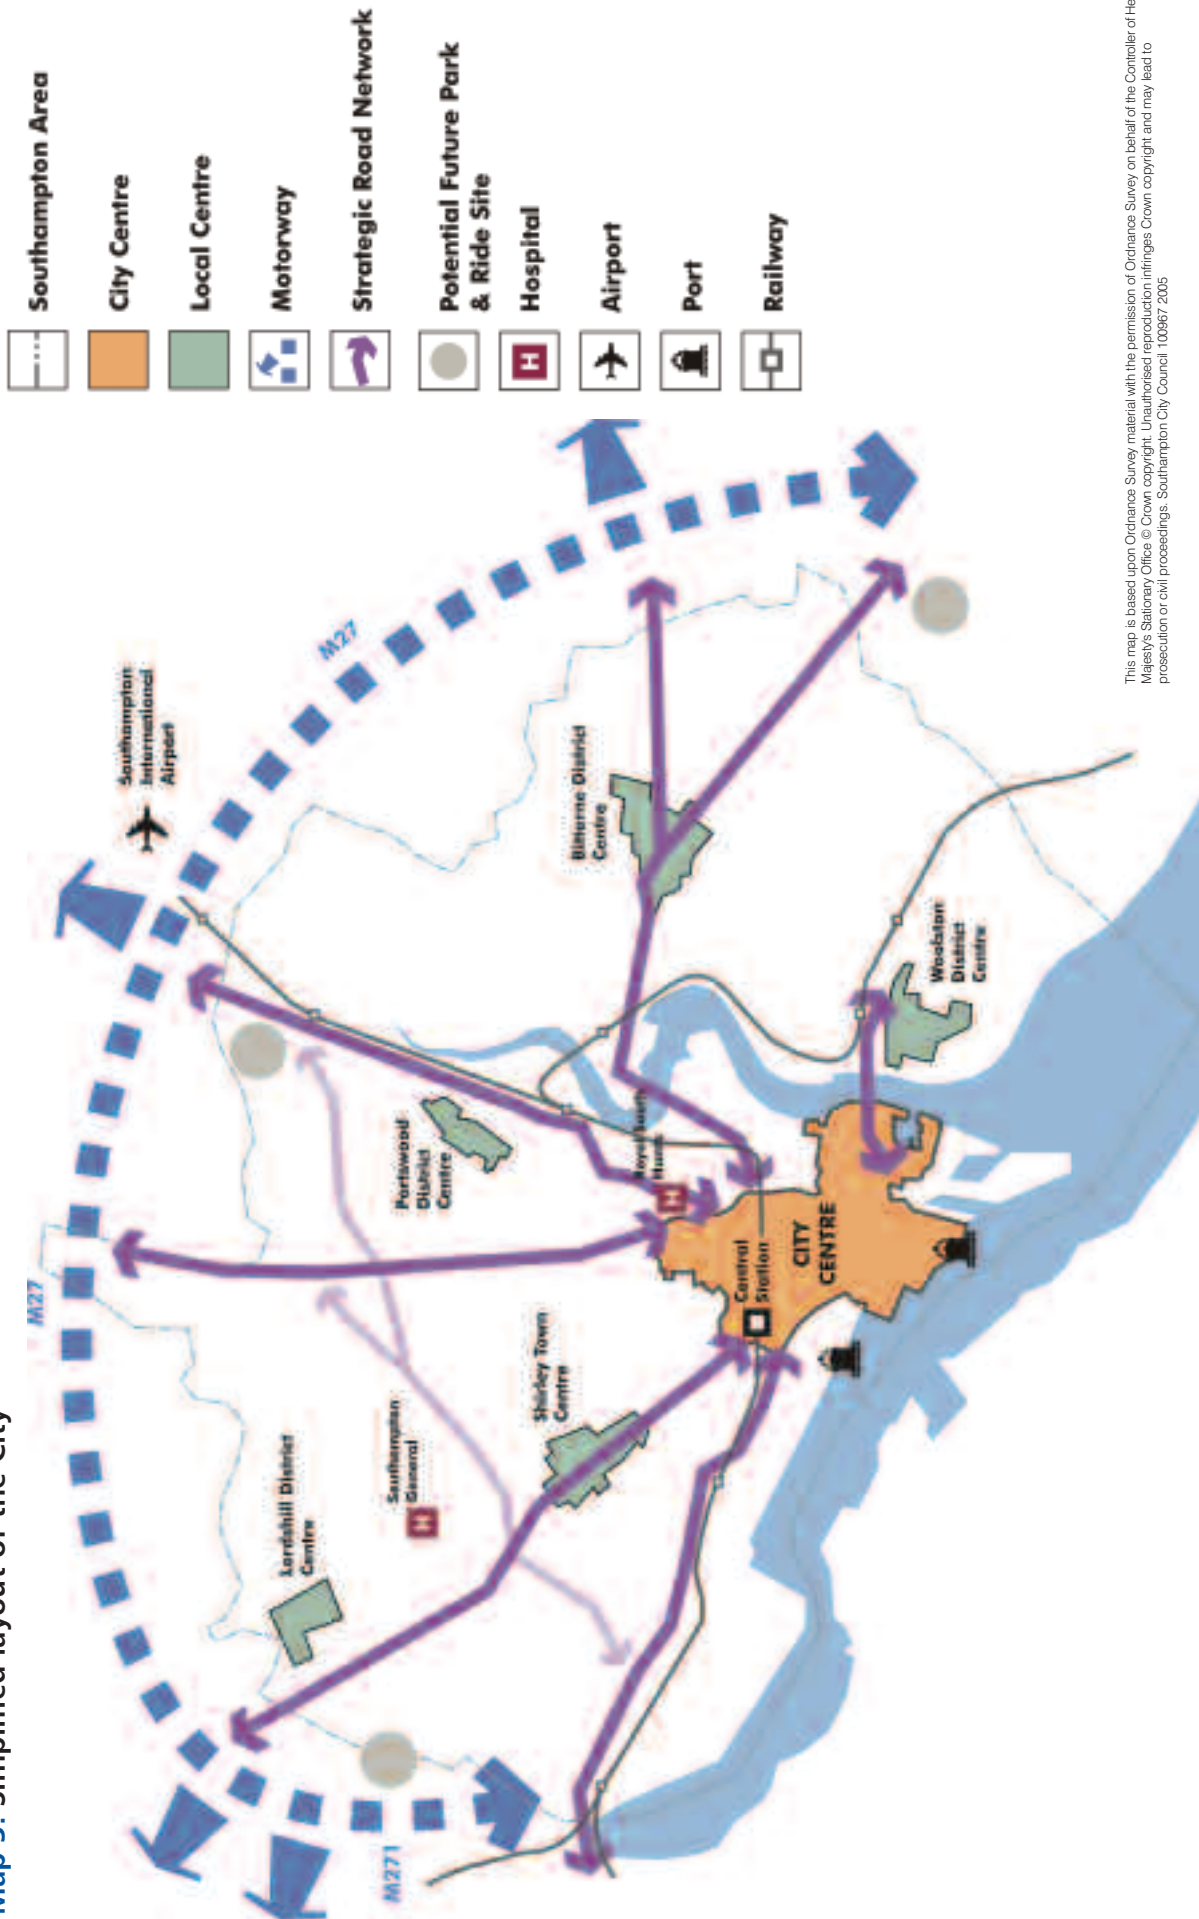 Map 3: Simplified layout of the City
Southampton Area
City Centre
Local Centre
Motorway
Strategic Road Network
Potential Future Park
& Ride Site
Hospital
Airport
Port
Railway
M27
M27
M271
Southampton
International
Airport
Lordshill District
Centre
Southampton
General
Shirley Town
Centre
Portswood
District
Centre
Royal South
Hants
Bitterne District
Centre
Woolston
District
Centre
Central
Station
CITY
CENTRE
H
H
H
This map is based upon Ordnance Survey material with the permission of Ordnance Survey on behalf of the Controller of He
Majesty's Stationary Office © Crown copyright. Unauthorised reproduction infringes Crown copyright and may lead to
prosecution or civil proceedings. Southampton City Council 100967 2005